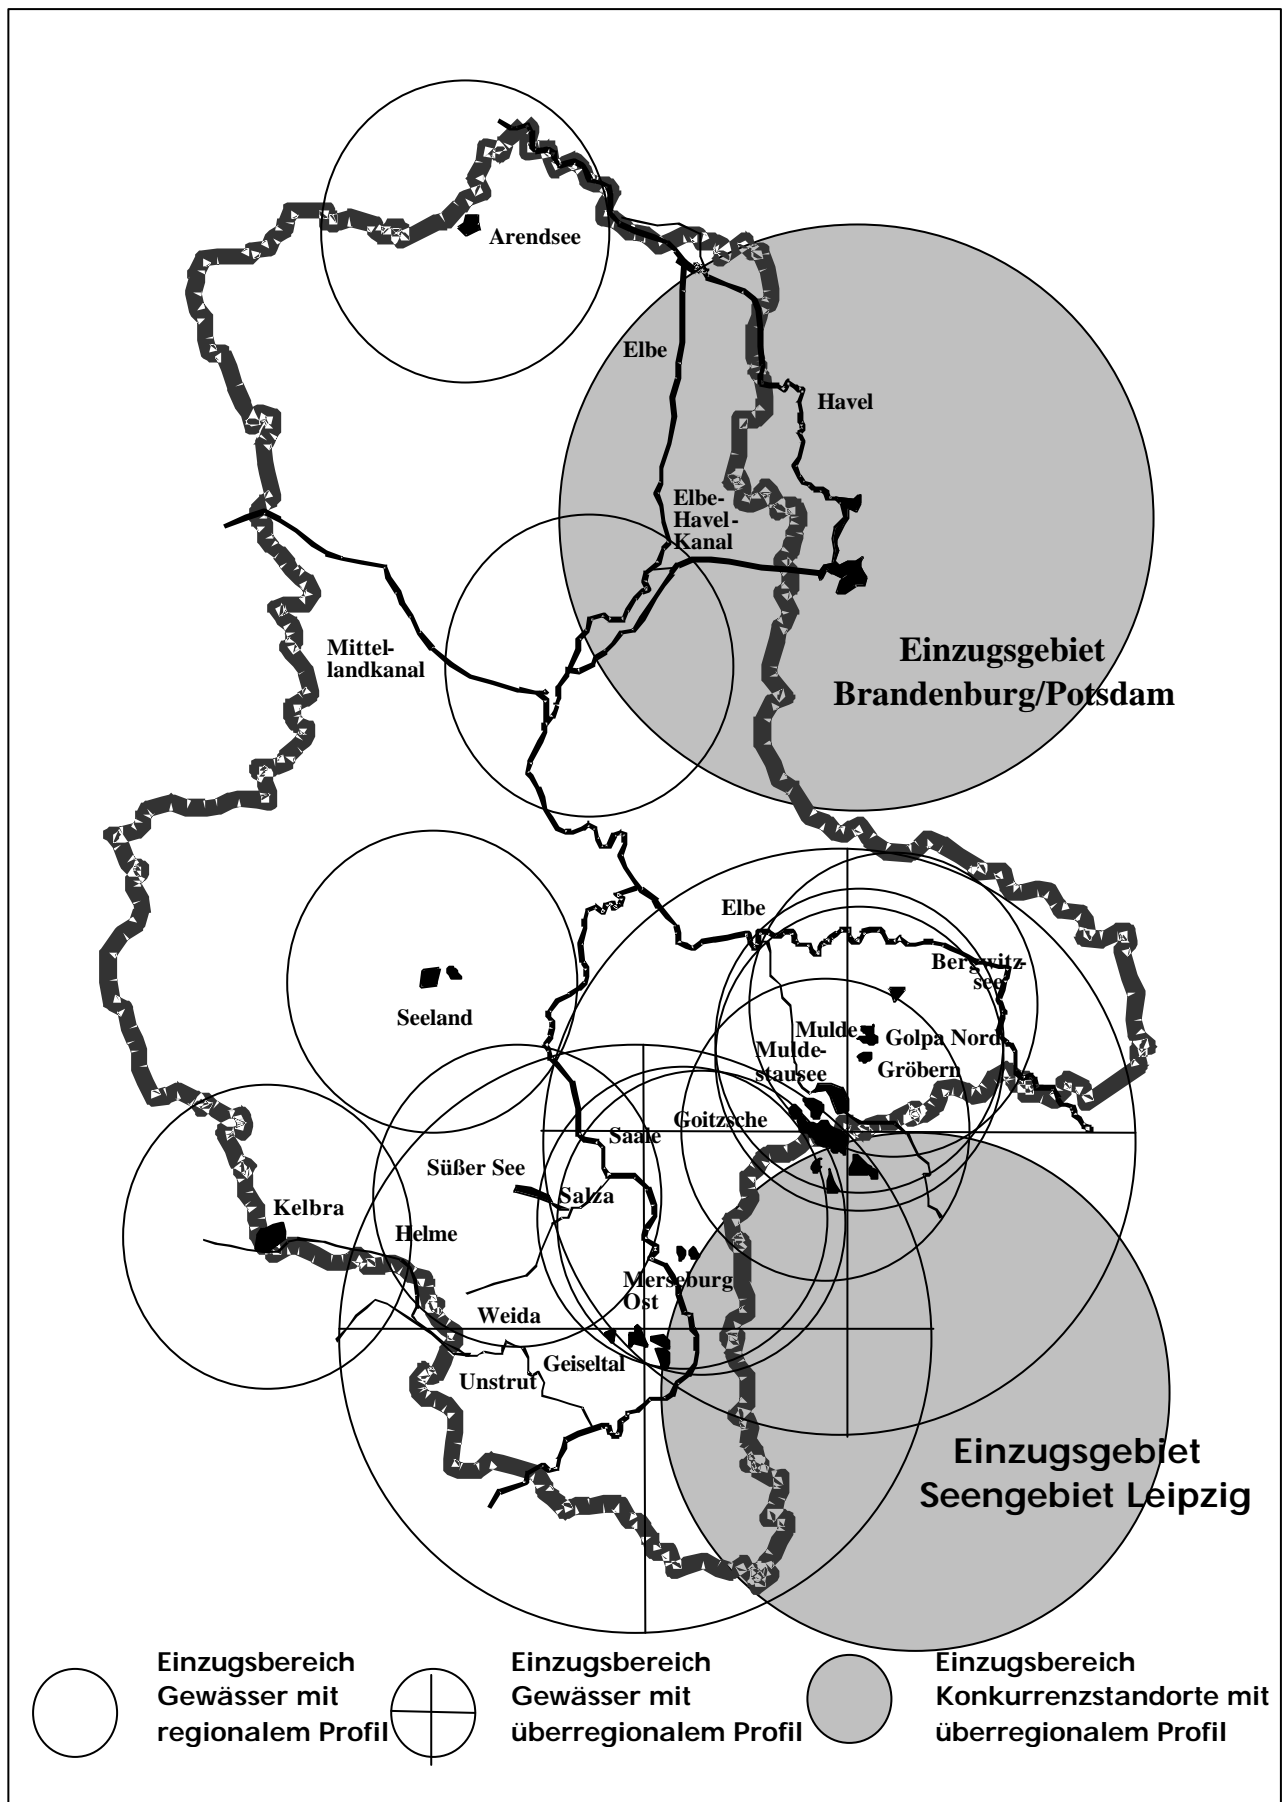 Arendsee
Elbe
Havel
Elbe-
Havel-
Kanal
Mittel-
landkanal
Einzugsgebiet
Brandenburg/Potsdam
Elbe
Bergwitz-
see
Seeland
Mulde
Golpa Nord
Mulde-
stausee
Gröbern
Goitzsche
Saale
Süßer See
Salza
Kelbra
Helme
Merseburg
Ost
Weida
Geiseltal
Unstrut
Einzugsgebiet
Seengebiet Leipzig
Einzugsbereich
Gewässer mit
regionalem Profil
Einzugsbereich
Gewässer mit
überregionalem Profil
Einzugsbereich
Konkurrenzstandorte mit
überregionalem Profil